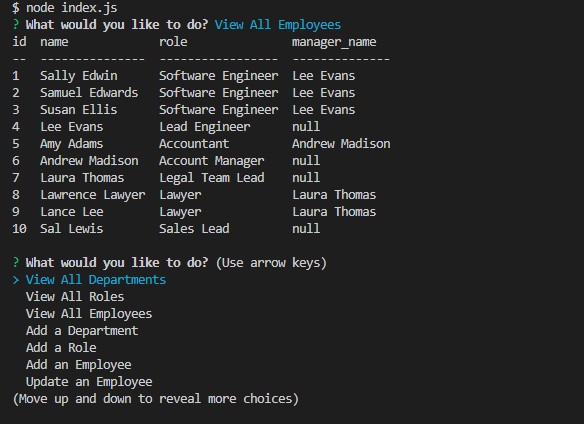 $ node index.js
? What would you like to do? View All Employees
id  name             role               manager_name
--  ---------------  -----------------  --------------
1   Sally Edwin      Software Engineer  Lee Evans
2   Samuel Edwards   Software Engineer  Lee Evans
3   Susan Ellis      Software Engineer  Lee Evans
4   Lee Evans        Lead Engineer      null
5   Amy Adams        Accountant         Andrew Madison
6   Andrew Madison   Account Manager    null
7   Laura Thomas     Legal Team Lead    null
8   Lawrence Lawyer  Lawyer             Laura Thomas
9   Lance Lee        Lawyer             Laura Thomas
10  Sal Lewis        Sales Lead         null
? What would you like to do? (Use arrow keys)
> View All Departments
  View All Roles
  View All Employees
  Add a Department
  Add a Role
  Add an Employee
  Update an Employee
(Move up and down to reveal more choices)